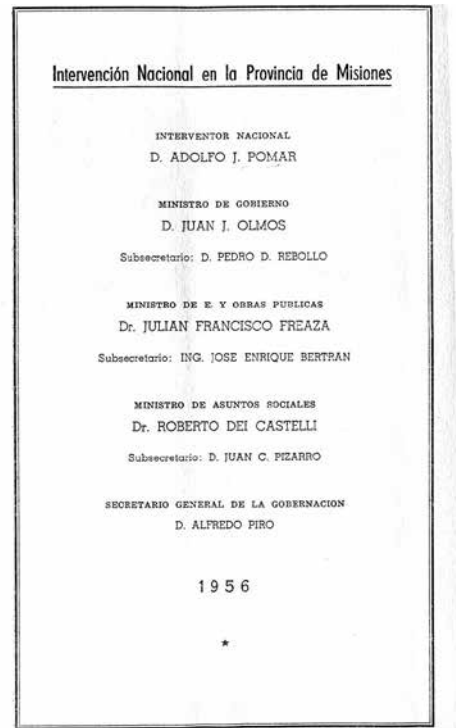 Intervención Nacional en la Provincia de Misiones
INTERVENTOR NACIONAL
D. ADOLFO J. POMAR
MINISTRO DE GOBIERNO
D. JUAN J. OLMOS
Subsecretario: D. PEDRO D. REBOLLO
MINISTRO DE E. Y OBRAS PUBLICAS
Dr. JULIAN FRANCISCO FREAZA
Subsecretario: ING. JOSE ENRIQUE BERTRAN
MINISTRO DE ASUNTOS SOCIALES
Dr. ROBERTO DEI CASTELLI
Subsecretario: D. JUAN C. PIZARRO
SECRETARIO GENERAL DE LA GOBERNACION
D. ALFREDO PIRO
1956